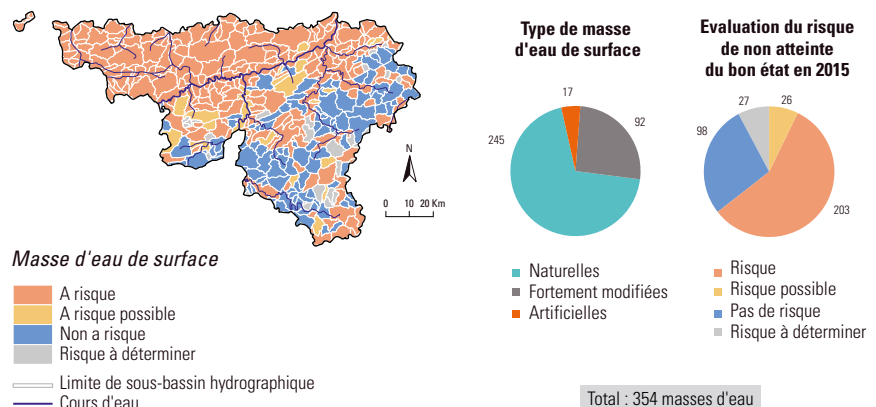 Type de masse
d'eau de surface
17
92
245
Evaluation du risque
de non atteinte
du bon état en 2015
27
26
98
203
N
0 10 20 Km
Masse d'eau de surface
A risque
A risque possible
Non a risque
Risque à déterminer
Limite de sous-bassin hydrographique
Cours d'eau
Naturelles
Fortement modifiées
Artificielles
Risque
Risque possible
Pas de risque
Risque à déterminer
Total : 354 masses d'eau